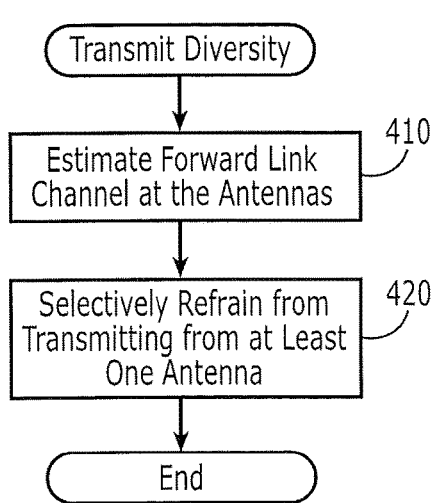 Transmit Diversity
410
Estimate Forward Link
Channel at the Antennas
420
Selectively Refrain from
Transmitting from at Least
One Antenna
End